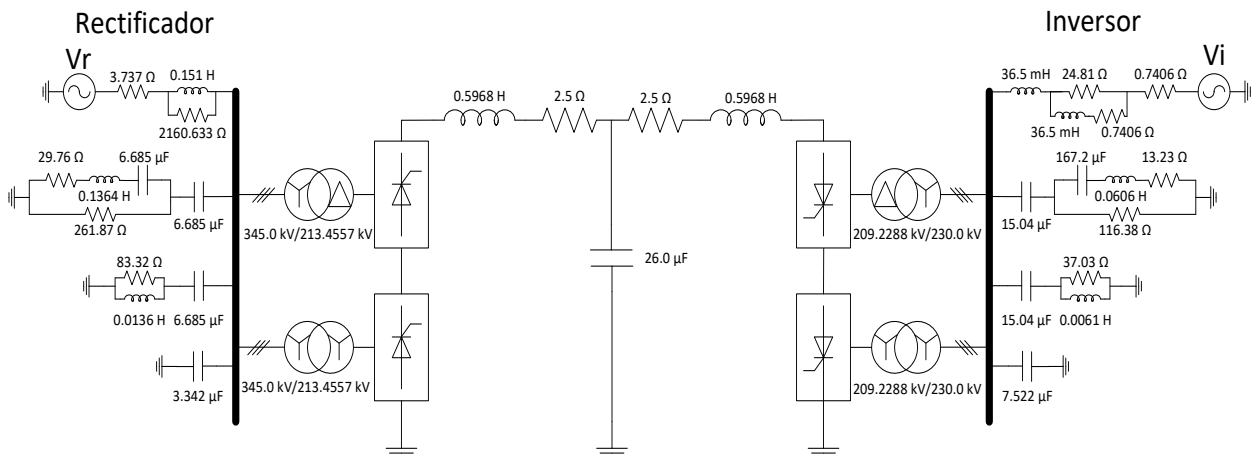 Rectificador
Vr
3.737 Ω
0.151 H
2160.633 Ω
29.76 Ω
6.685 µF
0.1364 H
261.87 Ω
6.685 µF
83.32 Ω
0.0136 H
6.685 µF
3.342 µF
345.0 kV/213.4557 kV
345.0 kV/213.4557 kV
0.5968 H
2.5 Ω
2.5 Ω
0.5968 H
26.0 µF
209.2288 kV/230.0 kV
209.2288 kV/230.0 kV
Inversor
Vi
36.5 mH
24.81 Ω
0.7406 Ω
36.5 mH
0.7406 Ω
167.2 µF
13.23 Ω
0.0606 H
15.04 µF
116.38 Ω
37.03 Ω
15.04 µF
0.0061 H
7.522 µF